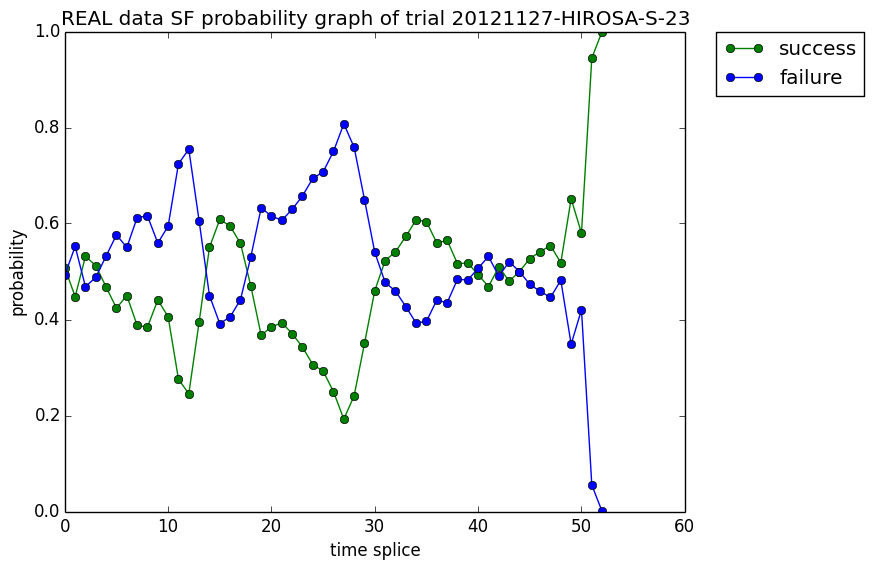 REAL data SF probability graph of trial 20121127-HIROSA-S-23
success
failure
probability
1.0
0.8
0.6
0.4
0.2
0.0
0 10 20 30 40 50 60
time splice